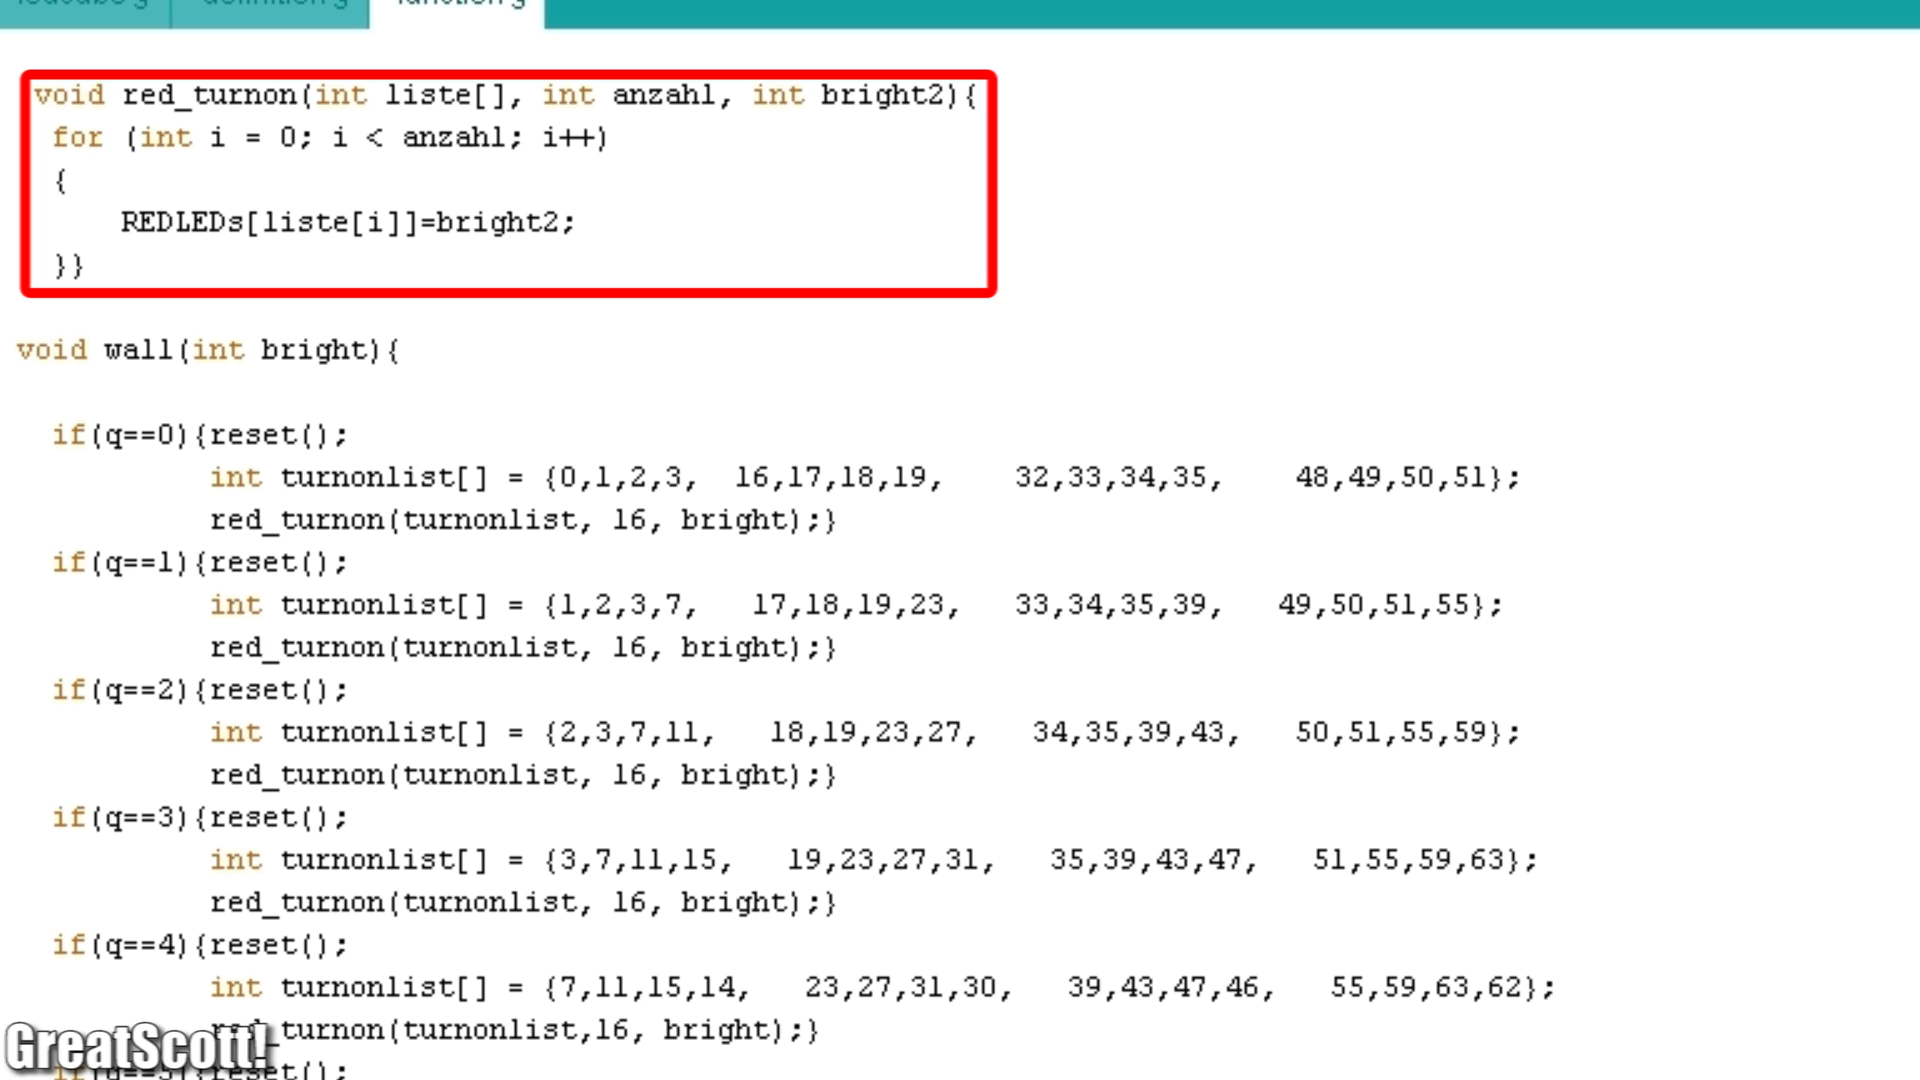 void red_turnon(int liste[], int anzahl, int bright2){
for (int i = 0; i < anzahl; i++)
{
REDLEDs[liste[i]]=bright2;
}}
void wall(int bright){
if(q==0){reset();
int turnonlist[] = {0,1,2,3, 16,17,18,19, 32,33,34,35, 48,49,50,51};
red_turnon(turnonlist, 16, bright);}
if(q==1){reset();
int turnonlist[] = {1,2,3,7, 17,18,19,23, 33,34,35,39, 49,50,51,55};
red_turnon(turnonlist, 16, bright);}
if(q==2){reset();
int turnonlist[] = {2,3,7,11, 18,19,23,27, 34,35,39,43, 50,51,55,59};
red_turnon(turnonlist, 16, bright);}
if(q==3){reset();
int turnonlist[] = {3,7,11,15, 19,23,27,31, 35,39,43,47, 51,55,59,63};
red_turnon(turnonlist, 16, bright);}
if(q==4){reset();
int turnonlist[] = {7,11,15,14, 23,27,31,30, 39,43,47,46, 55,59,63,62};
red_turnon(turnonlist,16, bright);}
GreatScott!